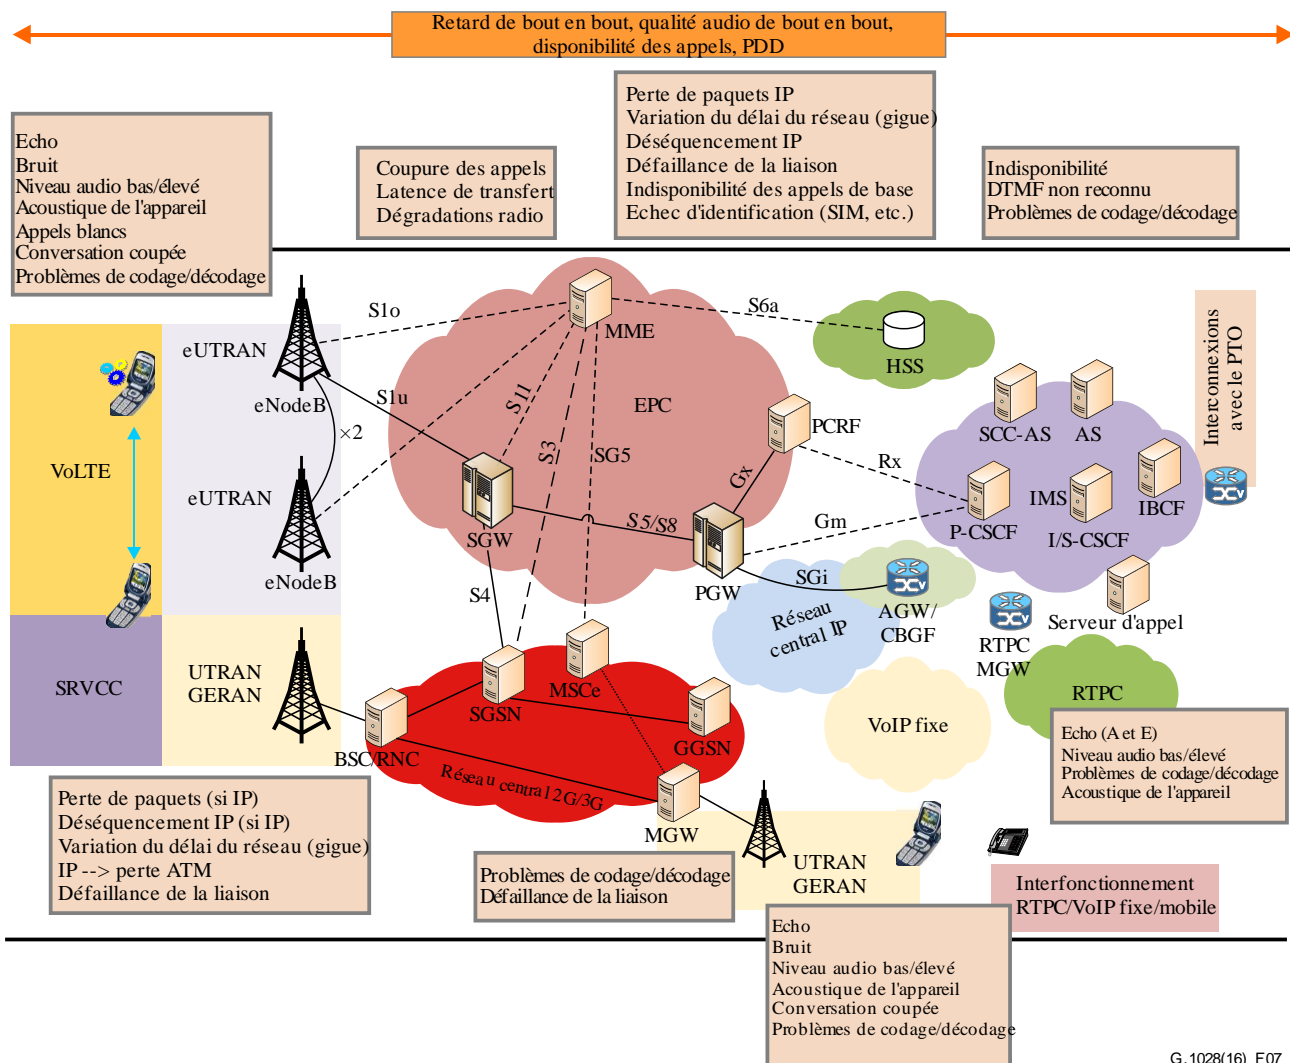 Retard de bout en bout, qualité audio de bout en bout,
disponibilité des appels, PDD
Echo
Bruit
Niveau audio bas/élevé
Acoustique de l'appareil
Appels blancs
Conversation coupée
Problèmes de codage/décodage
Coupure des appels
Latence de transfert
Dégradations radio
Perte de paquets IP
Variation du délai du réseau (gigue)
Déséquencement IP
Défaillance de la liaison
Indisponibilité des appels de base
Echec d'identification (SIM, etc.)
Indisponibilité
DTMF non reconnu
Problèmes de codage/décodage
S1o
MME
S6a
HSS
Interconnexions
avec le PTO
eUTRAN
eNodeB
S1u
S11
EPC
PCRF
SCC-AS
AS
×2
VoLTE
S3
SG5
Gx
Rx
eUTRAN
eNodeB
SGW
S5/S8
PGW
Gm
IMS
P-CSCF
I/S-CSCF
IBCF
V
S4
SGi
V
AGW/
CBGF
Réseau
central IP
V
RTPC
MGW
Serveur d'appel
SRVCC
UTRAN
GERAN
SGSN
MSCe
RTPC
BSC/RNC
GGSN
VoIP fixe
Réseau central 2G/3G
MGW
Echo (A et E)
Niveau audio bas/élevé
Problèmes de codage/décodage
Acoustique de l'appareil
Perte de paquets (si IP)
Déséquencement IP (si IP)
Variation du délai du réseau (gigue)
IP --> perte ATM
Défaillance de la liaison
Problèmes de codage/décodage
Défaillance de la liaison
UTRAN
GERAN
Interfonctionnement
RTPC/VoIP fixe/mobile
Echo
Bruit
Niveau audio bas/élevé
Acoustique de l'appareil
Conversation coupée
Problèmes de codage/décodage
G.1028(16)_F07